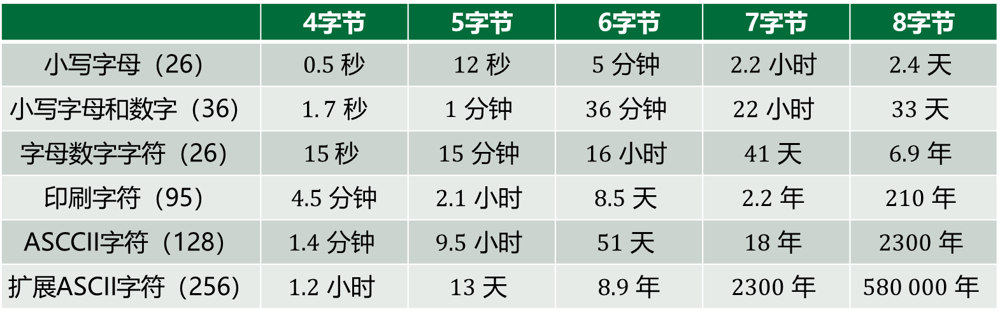 4字节 5字节 6字节 7字节 8字节
小写字母（26） 0.5 秒 12 秒 5 分钟 2.2 小时 2.4 天
小写字母和数字（36） 1.7 秒 1 分钟 36 分钟 22 小时 33 天
字母数字字符（26） 15 秒 15 分钟 16 小时 41 天 6.9 年
印刷字符（95） 4.5 分钟 2.1 小时 8.5 天 2.2 年 210 年
ASCCII字符（128） 1.4 分钟 9.5 小时 51 天 18 年 2300 年
扩展ASCII字符（256） 1.2 小时 13 天 8.9 年 2300 年 580 000 年